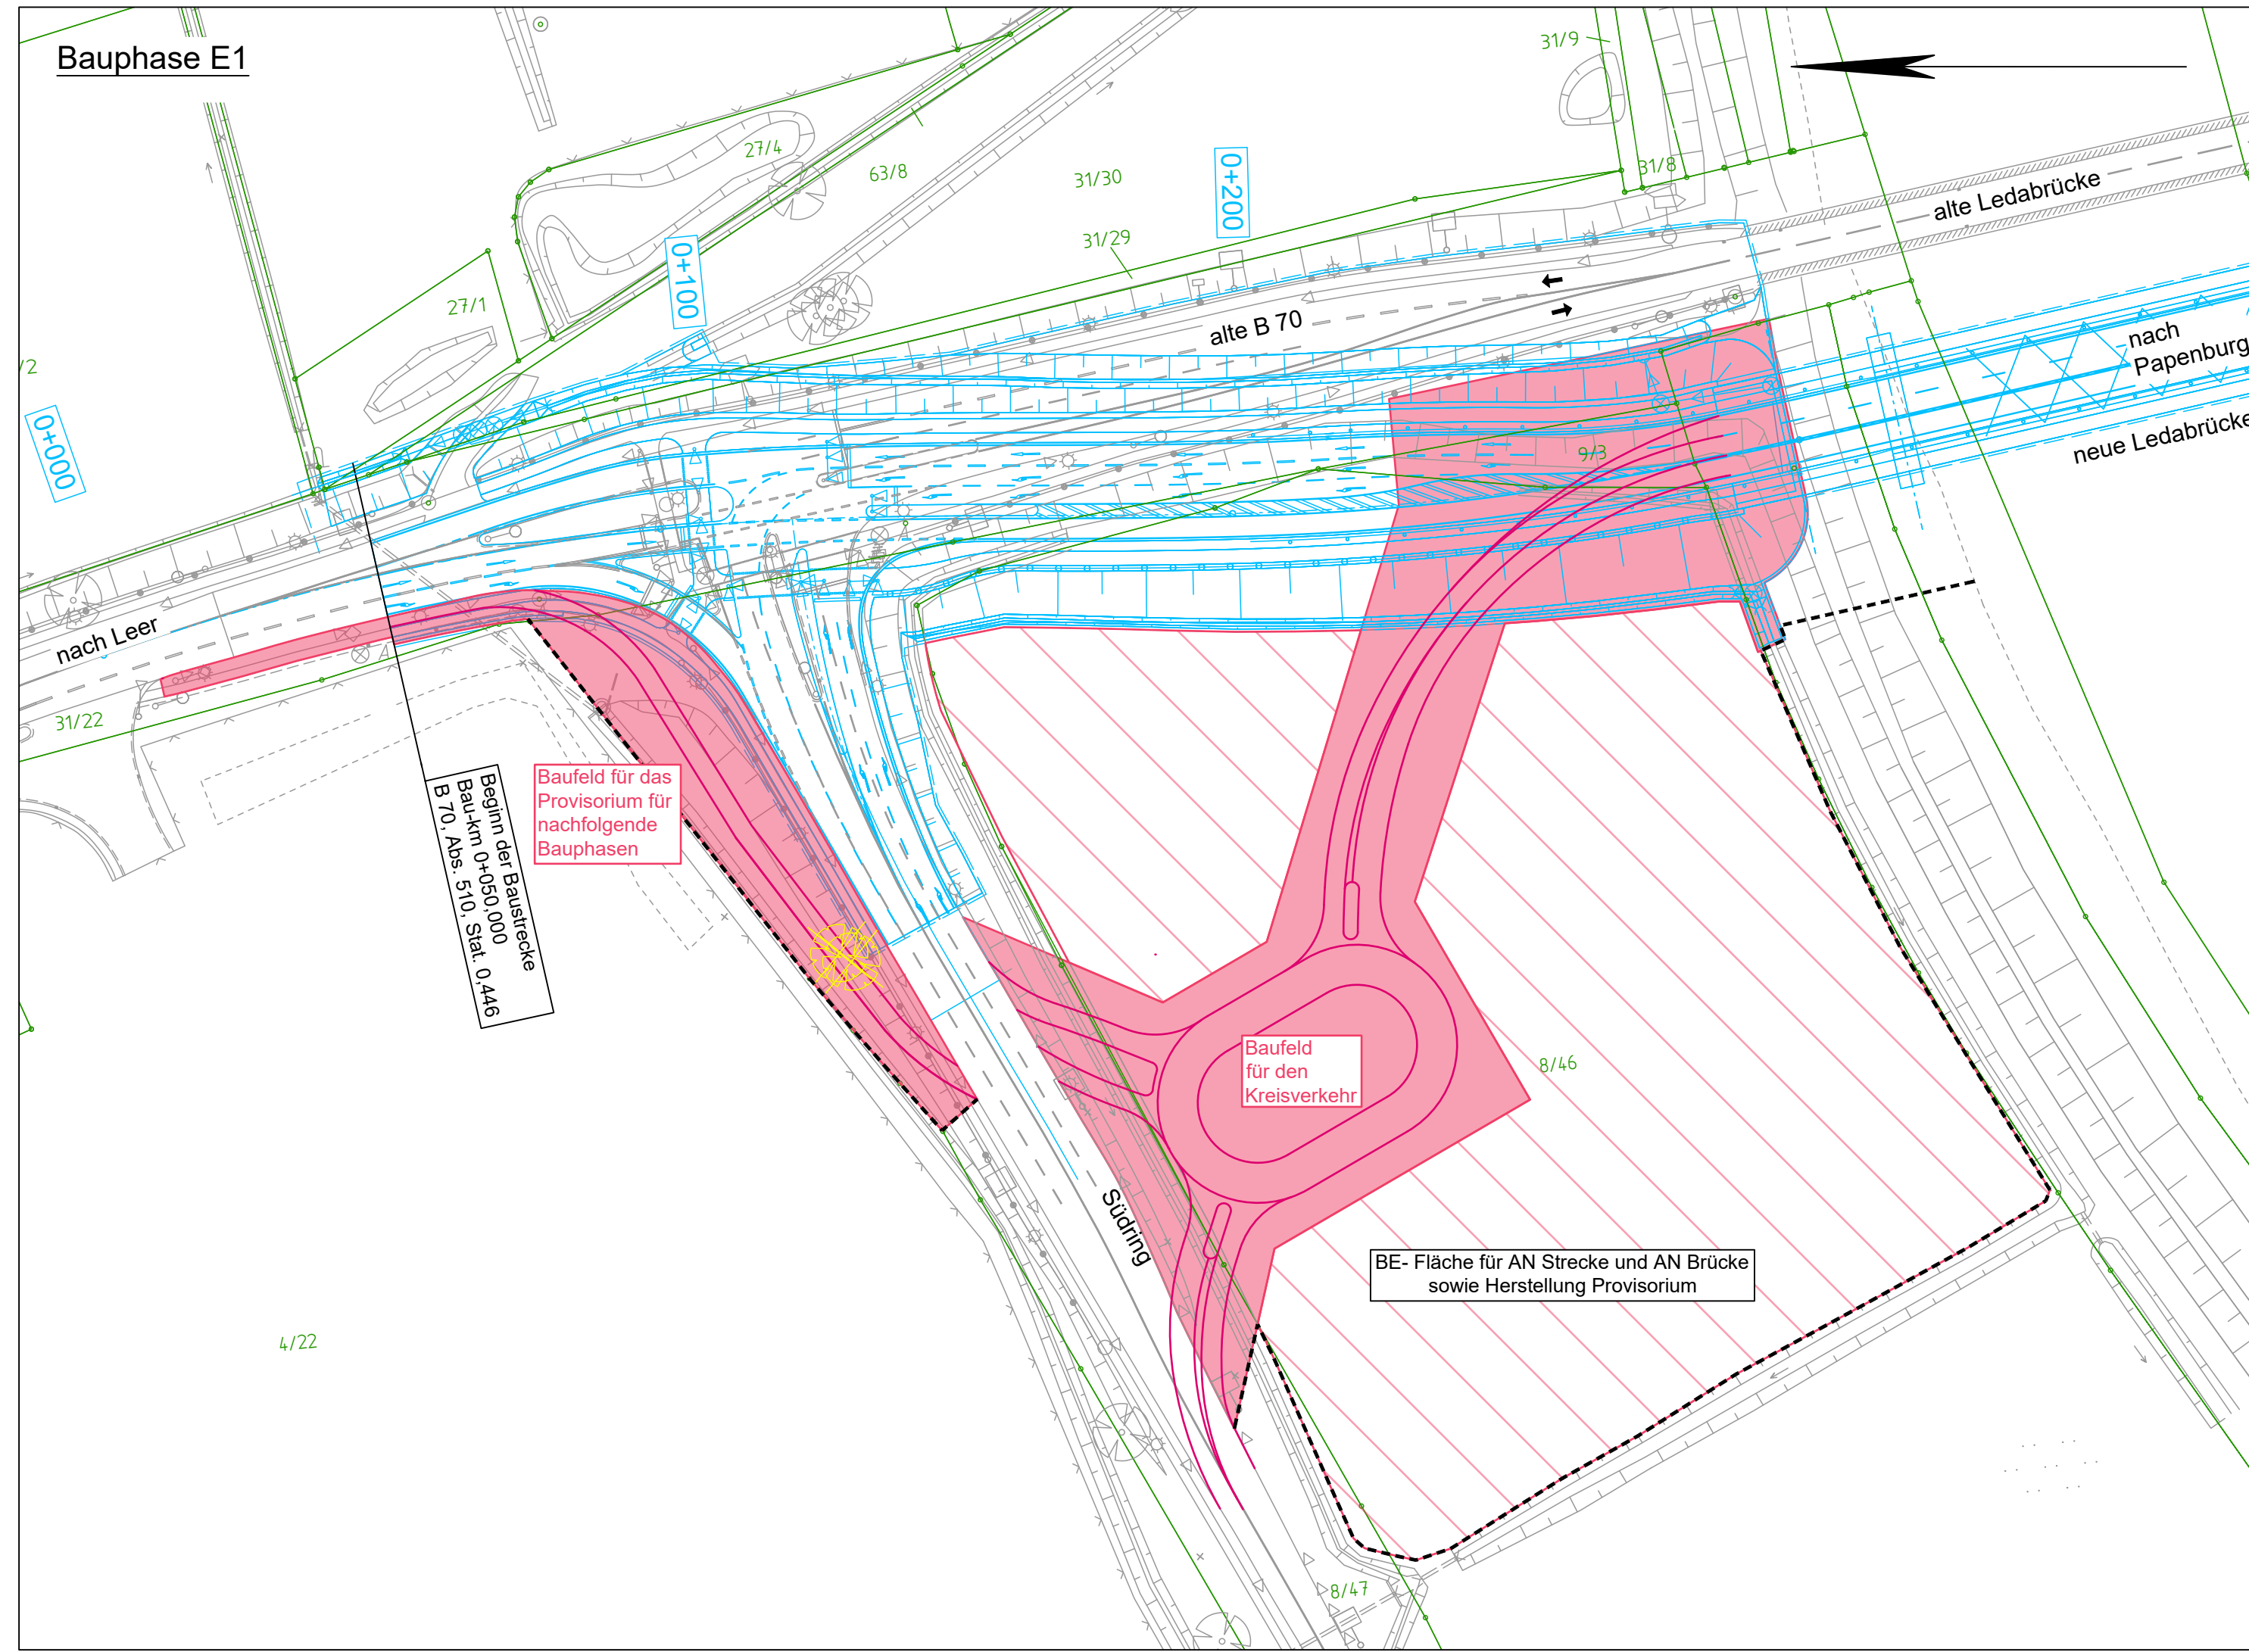 Bauphase E1
31/9
27/4
63/8
31/30
0+200
31/8
alte Ledabrücke
31/29
0+100
27/1
alte B 70
nach
Papenburg
/2
0+000
neue Ledabrücke
9/3
nach Leer
31/22
Baufeld für das
Provisorium für
nachfolgende
Bauphasen
Beginn der Baustrecke
Bau-km 0+050,000
B 70, Abs. 510, Stat. 0,446
Baufeld
für den
Kreisverkehr
8/46
Südring
BE- Fläche für AN Strecke und AN Brücke
sowie Herstellung Provisorium
4/22
8/47